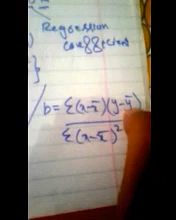 Regression
Coefficient
b = Σ(x-x̄)(y-ȳ)
Σ(x-x̄)²